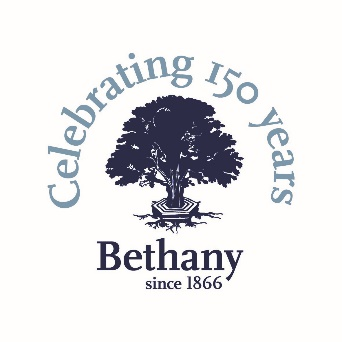 Celebrating 150 years
Bethany
since 1866